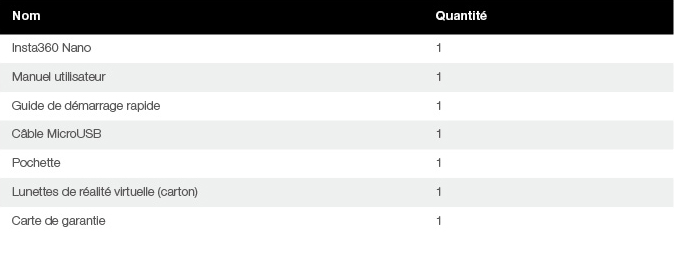 Nom Quantité
Insta360 Nano 1
Manuel utilisateur 1
Guide de démarrage rapide 1
Câble MicroUSB 1
Pochette 1
Lunettes de réalité virtuelle (carton) 1
Carte de garantie 1